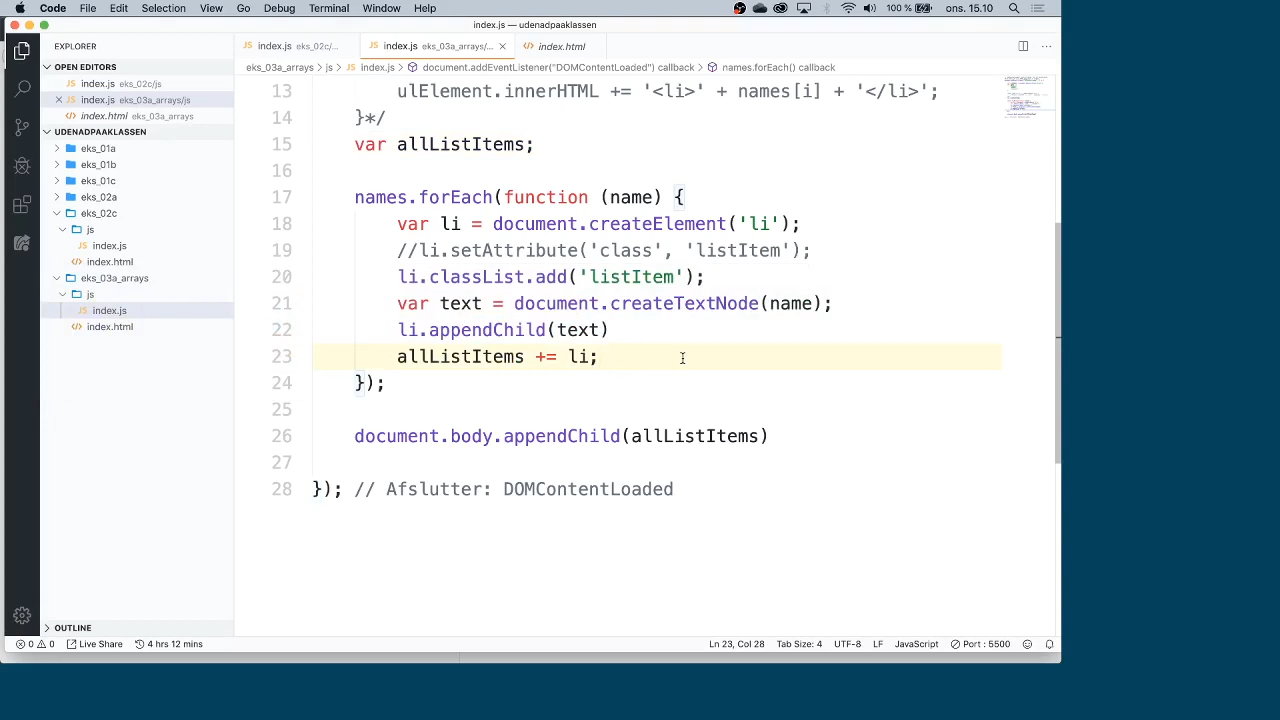 Code File Edit Selection View Go Debug Terminal Window Help 100 % ons. 15.10
index.js — udenadpaaklassen
EXPLORER
index.js eks_02c/...
index.js eks_03a_arrays/...
index.html
OPEN EDITORS
index.js eks_02c/js
index.js eks_03a_arrays/js
index.html eks_03a_arrays
UDENADPAAKLASSEN
eks_01a
eks_01b
eks_01c
eks_02a
eks_02c
js
index.js
index.html
eks_03a_arrays
js
index.js
index.html
OUTLINE
eks_03a_arrays > js > index.js > document.addEventListener("DOMContentLoaded") callback > names.forEach() callback
13 ulElement.innerHTML += '<li>' + names[i] + '</li>';
14 }*/
15 var allListItems;
16
17 names.forEach(function (name) {
18 var li = document.createElement('li');
19 //li.setAttribute('class', 'listItem');
20 li.classList.add('listItem');
21 var text = document.createTextNode(name);
22 li.appendChild(text)
23 allListItems += li;
24 });
25
26 document.body.appendChild(allListItems)
27
28 }); // Afslutter: DOMContentLoaded
0 0 Live Share 4 hrs 12 mins Ln 23, Col 28 Tab Size: 4 UTF-8 LF JavaScript Port : 5500